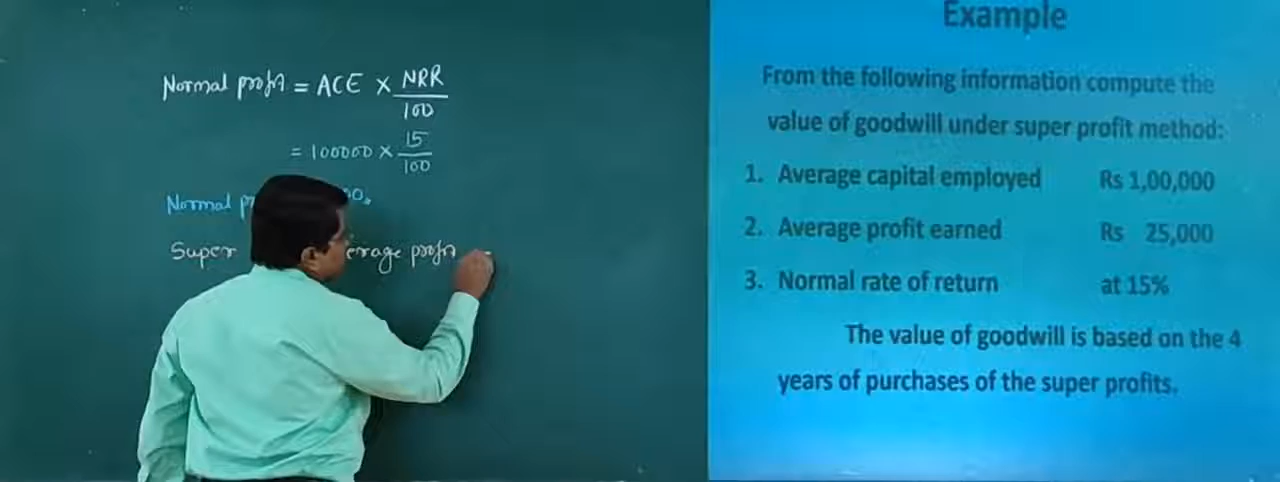 Normal profit = ACE × NRR
100
= 100000 × 15
100
Normal
Super erage profit
Example
From the following information compute the
value of goodwill under super profit method:
1. Average capital employed Rs 1,00,000
2. Average profit earned Rs 25,000
3. Normal rate of return at 15%
The value of goodwill is based on the 4
years of purchases of the super profits.